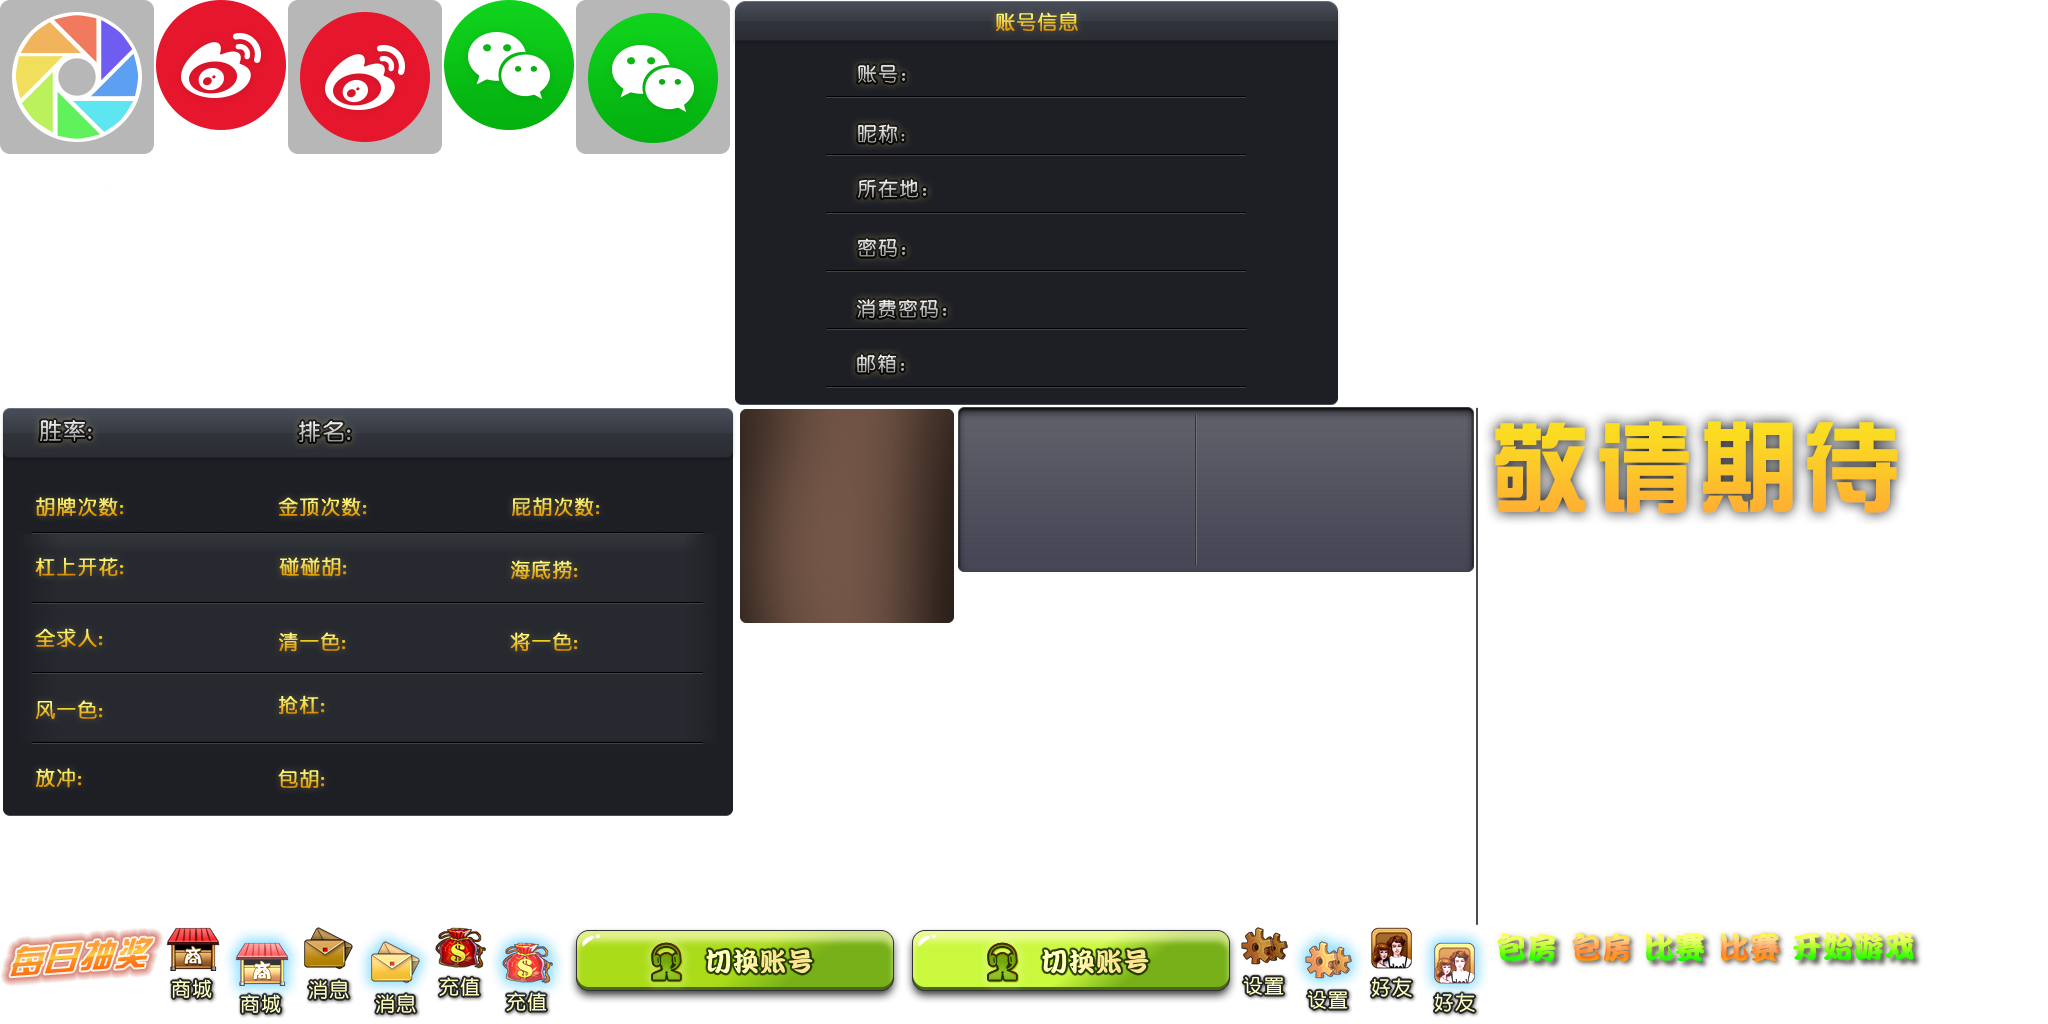 账号信息
账号:
昵称:
所在地:
密码:
消费密码:
邮箱:
胜率: 排名:
胡牌次数: 金顶次数: 屁胡次数:
杠上开花: 碰碰胡: 海底捞:
全求人: 清一色: 将一色:
风一色: 抢杠:
放冲: 包胡:
敬请期待
每日抽奖
商城 商城 消息 消息 充值 充值
切换账号 切换账号
设置 设置 好友 好友
包房 包房 比赛 比赛 开始游戏